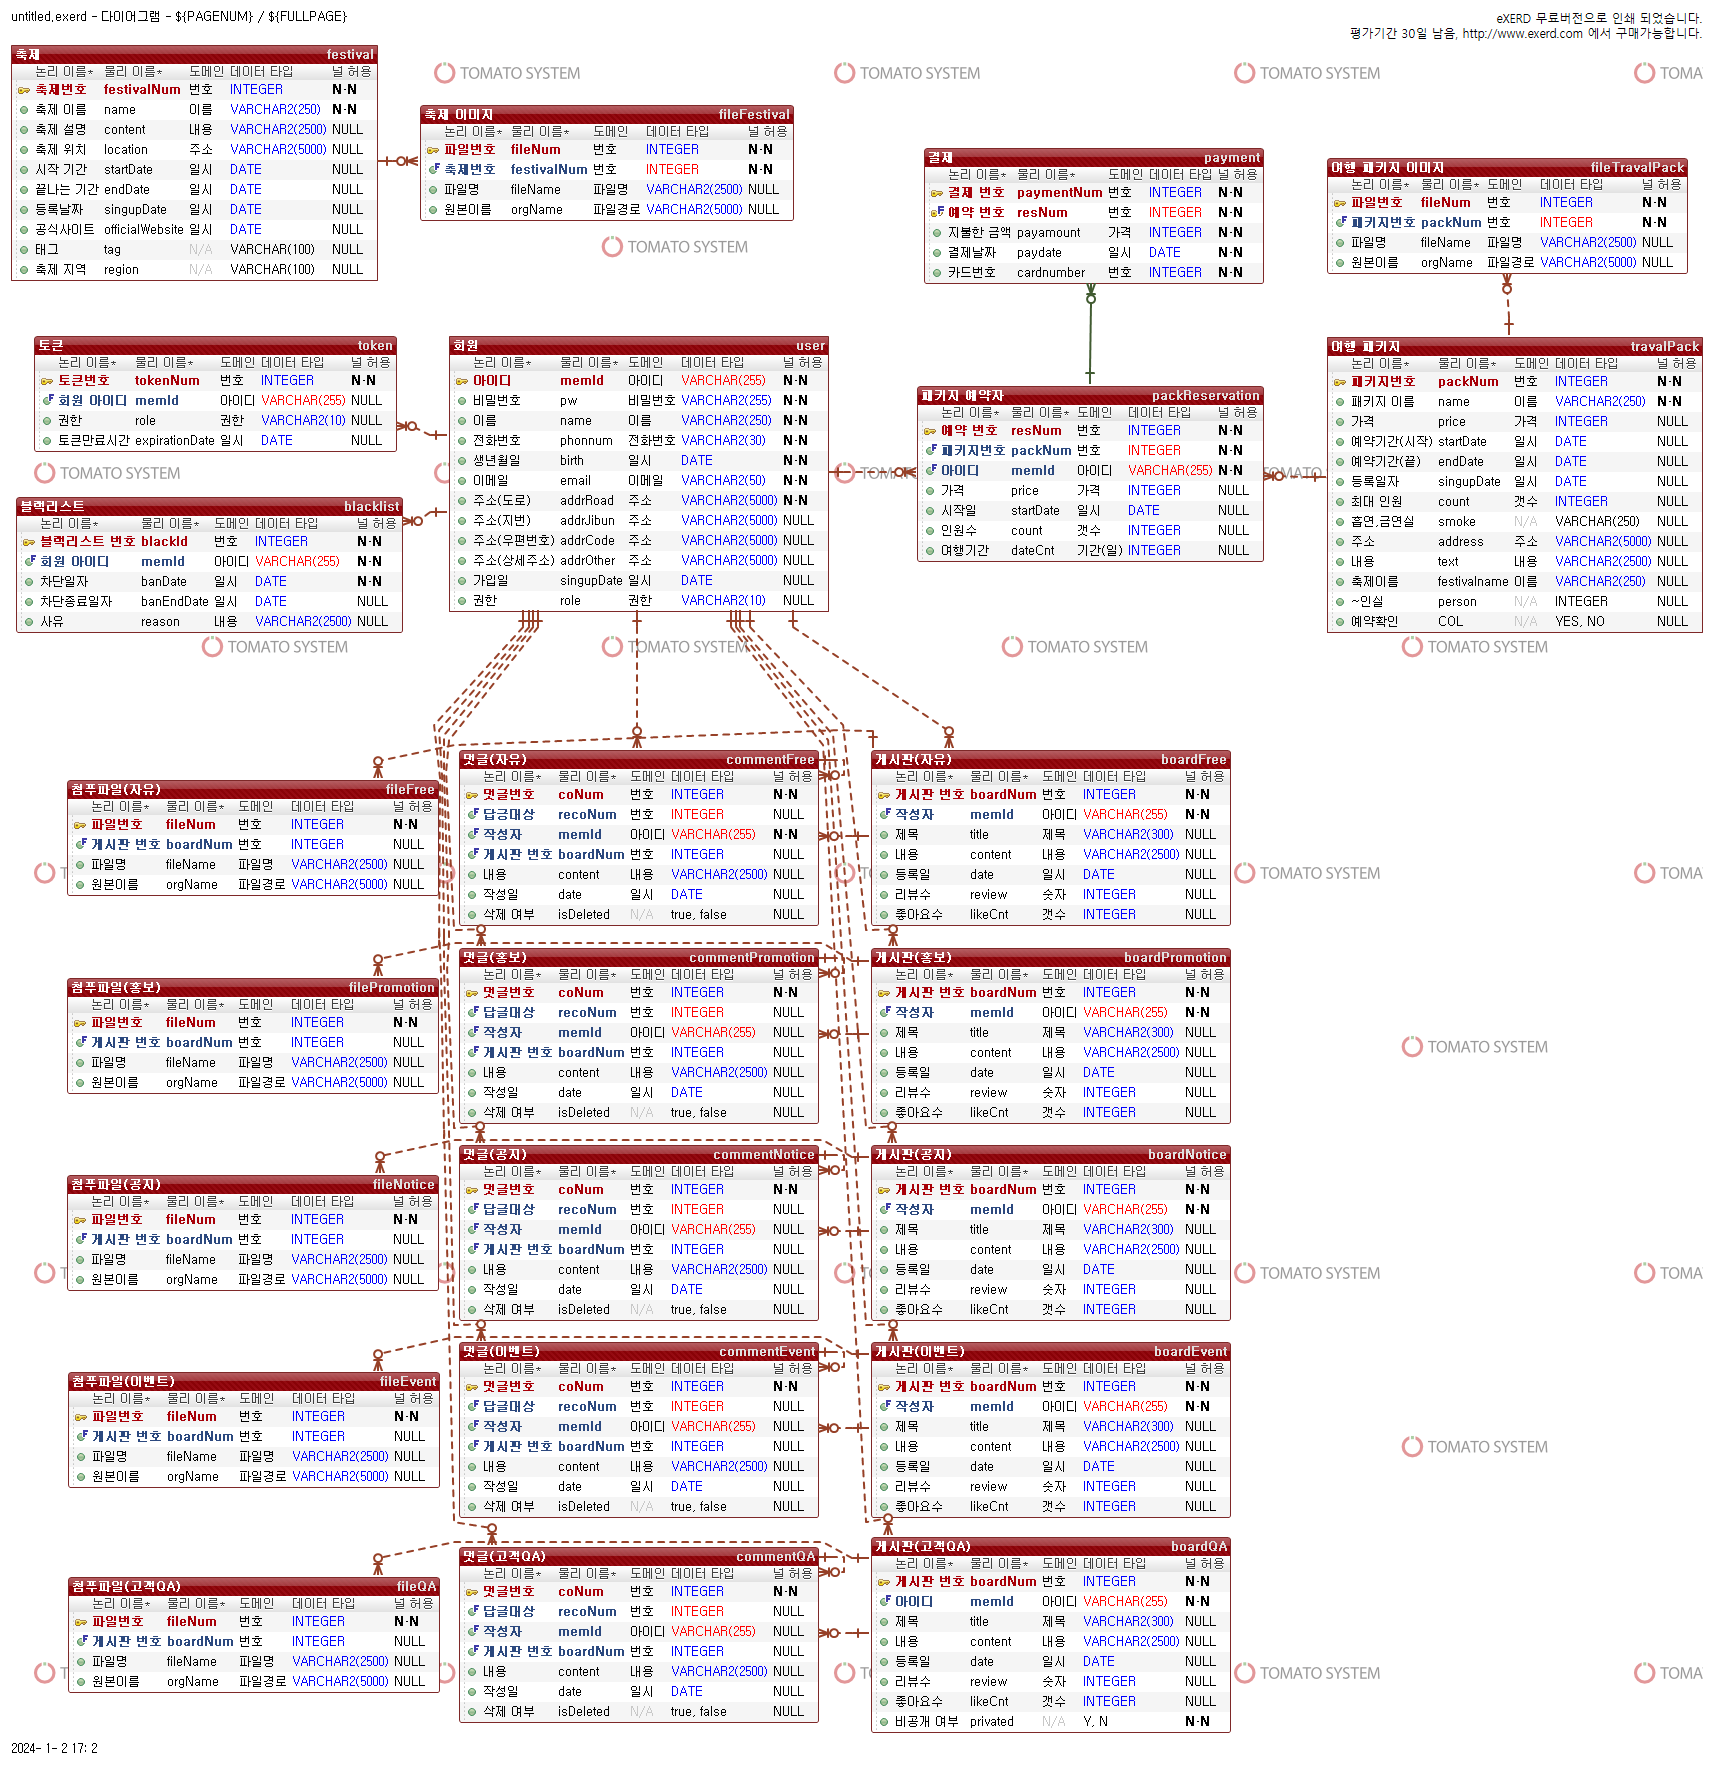 untitled,exerd - 다이어그램 - ${PAGENUM} / ${FULLPAGE}
eXERD 무료버전으로 인쇄 되었습니다.
평가기간 30일 남음, http://www.exerd.com 에서 구매가능합니다.
축제 festival
논리 이름* 물리 이름* 도메인 데이터 타입 널 허용
축제번호 festivalNum 번호 INTEGER N-N
축제 이름 name 이름 VARCHAR2(250) N-N
축제 설명 content 내용 VARCHAR2(2500) NULL
축제 위치 location 주소 VARCHAR2(5000) NULL
시작 기간 startDate 일시 DATE NULL
끝나는 기간 endDate 일시 DATE NULL
등록날짜 singupDate 일시 DATE NULL
공식사이트 officialWebsite 일시 DATE NULL
태그 tag N/A VARCHAR(100) NULL
축제 지역 region N/A VARCHAR(100) NULL
축제 이미지 fileFestival
논리 이름* 물리 이름* 도메인 데이터 타입 널 허용
파일번호 fileNum 번호 INTEGER N-N
축제번호 festivalNum 번호 INTEGER N-N
파일명 fileName 파일명 VARCHAR2(2500) NULL
원본이름 orgName 파일경로 VARCHAR2(5000) NULL
결제 payment
논리 이름* 물리 이름* 도메인 데이터 타입 널 허용
결제 번호 paymentNum 번호 INTEGER N-N
예약 번호 resNum 번호 INTEGER N-N
지불한 금액 payamount 가격 INTEGER N-N
결제날짜 paydate 일시 DATE N-N
카드번호 cardnumber 번호 INTEGER N-N
여행 패키지 이미지 fileTravalPack
논리 이름* 물리 이름* 도메인 데이터 타입 널 허용
파일번호 fileNum 번호 INTEGER N-N
패키지번호 packNum 번호 INTEGER N-N
파일명 fileName 파일명 VARCHAR2(2500) NULL
원본이름 orgName 파일경로 VARCHAR2(5000) NULL
토큰 token
논리 이름* 물리 이름* 도메인 데이터 타입 널 허용
토큰번호 tokenNum 번호 INTEGER N-N
회원 아이디 memId 아이디 VARCHAR(255) NULL
권한 role 권한 VARCHAR2(10) NULL
토큰만료시간 expirationDate 일시 DATE NULL
블랙리스트 blacklist
논리 이름* 물리 이름* 도메인 데이터 타입 널 허용
블랙리스트 번호 blackId 번호 INTEGER N-N
회원 아이디 memId 아이디 VARCHAR(255) N-N
차단일자 banDate 일시 DATE N-N
차단종료일자 banEndDate 일시 DATE NULL
사유 reason 내용 VARCHAR2(2500) NULL
회원 user
논리 이름* 물리 이름* 도메인 데이터 타입 널 허용
아이디 memId 아이디 VARCHAR(255) N-N
비밀번호 pw 비밀번호 VARCHAR2(255) N-N
이름 name 이름 VARCHAR2(250) N-N
전화번호 phonnum 전화번호 VARCHAR2(30) N-N
생년월일 birth 일시 DATE N-N
이메일 email 이메일 VARCHAR2(50) N-N
주소(도로) addrRoad 주소 VARCHAR2(5000) N-N
주소(지번) addrJibun 주소 VARCHAR2(5000) NULL
주소(우편번호) addrCode 주소 VARCHAR2(5000) NULL
주소(상세주소) addrOther 주소 VARCHAR2(5000) NULL
가입일 singupDate 일시 DATE NULL
권한 role 권한 VARCHAR2(10) NULL
패키지 예약자 packReservation
논리 이름* 물리 이름* 도메인 데이터 타입 널 허용
예약 번호 resNum 번호 INTEGER N-N
패키지번호 packNum 번호 INTEGER N-N
아이디 memId 아이디 VARCHAR(255) N-N
가격 price 가격 INTEGER NULL
시작일 startDate 일시 DATE NULL
인원수 count 갯수 INTEGER NULL
여행기간 dateCnt 기간(일) INTEGER NULL
여행 패키지 travalPack
논리 이름* 물리 이름* 도메인 데이터 타입 널 허용
패키지번호 packNum 번호 INTEGER N-N
패키지 이름 name 이름 VARCHAR2(250) N-N
가격 price 가격 INTEGER NULL
예약기간(시작) startDate 일시 DATE NULL
예약기간(끝) endDate 일시 DATE NULL
등록일자 singupDate 일시 DATE NULL
최대 인원 count 갯수 INTEGER NULL
흡연,금연실 smoke N/A VARCHAR(250) NULL
주소 address 주소 VARCHAR2(5000) NULL
내용 text 내용 VARCHAR2(2500) NULL
축제이름 festivalname 이름 VARCHAR2(250) NULL
~인실 person N/A INTEGER NULL
예약확인 COL N/A YES, NO NULL
첨푸파일(자유) fileFree
논리 이름* 물리 이름* 도메인 데이터 타입 널 허용
파일번호 fileNum 번호 INTEGER N-N
게시판 번호 boardNum 번호 INTEGER NULL
파일명 fileName 파일명 VARCHAR2(2500) NULL
원본이름 orgName 파일경로 VARCHAR2(5000) NULL
댓글(자유) commentFree
논리 이름* 물리 이름* 도메인 데이터 타입 널 허용
댓글번호 coNum 번호 INTEGER N-N
답글대상 recoNum 번호 INTEGER NULL
작성자 memId 아이디 VARCHAR(255) N-N
게시판 번호 boardNum 번호 INTEGER NULL
내용 content 내용 VARCHAR2(2500) NULL
작성일 date 일시 DATE NULL
삭제 여부 isDeleted N/A true, false NULL
게시판(자유) boardFree
논리 이름* 물리 이름* 도메인 데이터 타입 널 허용
게시판 번호 boardNum 번호 INTEGER N-N
작성자 memId 아이디 VARCHAR(255) N-N
제목 title 제목 VARCHAR2(300) NULL
내용 content 내용 VARCHAR2(2500) NULL
등록일 date 일시 DATE NULL
리뷰수 review 숫자 INTEGER NULL
좋아요수 likeCnt 갯수 INTEGER NULL
첨푸파일(홍보) filePromotion
논리 이름* 물리 이름* 도메인 데이터 타입 널 허용
파일번호 fileNum 번호 INTEGER N-N
게시판 번호 boardNum 번호 INTEGER NULL
파일명 fileName 파일명 VARCHAR2(2500) NULL
원본이름 orgName 파일경로 VARCHAR2(5000) NULL
댓글(홍보) commentPromotion
논리 이름* 물리 이름* 도메인 데이터 타입 널 허용
댓글번호 coNum 번호 INTEGER N-N
답글대상 recoNum 번호 INTEGER NULL
작성자 memId 아이디 VARCHAR(255) NULL
게시판 번호 boardNum 번호 INTEGER NULL
내용 content 내용 VARCHAR2(2500) NULL
작성일 date 일시 DATE NULL
삭제 여부 isDeleted N/A true, false NULL
게시판(홍보) boardPromotion
논리 이름* 물리 이름* 도메인 데이터 타입 널 허용
게시판 번호 boardNum 번호 INTEGER N-N
작성자 memId 아이디 VARCHAR(255) N-N
제목 title 제목 VARCHAR2(300) NULL
내용 content 내용 VARCHAR2(2500) NULL
등록일 date 일시 DATE NULL
리뷰수 review 숫자 INTEGER NULL
좋아요수 likeCnt 갯수 INTEGER NULL
첨푸파일(공지) fileNotice
논리 이름* 물리 이름* 도메인 데이터 타입 널 허용
파일번호 fileNum 번호 INTEGER N-N
게시판 번호 boardNum 번호 INTEGER NULL
파일명 fileName 파일명 VARCHAR2(2500) NULL
원본이름 orgName 파일경로 VARCHAR2(5000) NULL
댓글(공지) commentNotice
논리 이름* 물리 이름* 도메인 데이터 타입 널 허용
댓글번호 coNum 번호 INTEGER N-N
답글대상 recoNum 번호 INTEGER NULL
작성자 memId 아이디 VARCHAR(255) NULL
게시판 번호 boardNum 번호 INTEGER NULL
내용 content 내용 VARCHAR2(2500) NULL
작성일 date 일시 DATE NULL
삭제 여부 isDeleted N/A true, false NULL
게시판(공지) boardNotice
논리 이름* 물리 이름* 도메인 데이터 타입 널 허용
게시판 번호 boardNum 번호 INTEGER N-N
작성자 memId 아이디 VARCHAR(255) N-N
제목 title 제목 VARCHAR2(300) NULL
내용 content 내용 VARCHAR2(2500) NULL
등록일 date 일시 DATE NULL
리뷰수 review 숫자 INTEGER NULL
좋아요수 likeCnt 갯수 INTEGER NULL
첨푸파일(이벤트) fileEvent
논리 이름* 물리 이름* 도메인 데이터 타입 널 허용
파일번호 fileNum 번호 INTEGER N-N
게시판 번호 boardNum 번호 INTEGER NULL
파일명 fileName 파일명 VARCHAR2(2500) NULL
원본이름 orgName 파일경로 VARCHAR2(5000) NULL
댓글(이벤트) commentEvent
논리 이름* 물리 이름* 도메인 데이터 타입 널 허용
댓글번호 coNum 번호 INTEGER N-N
답글대상 recoNum 번호 INTEGER NULL
작성자 memId 아이디 VARCHAR(255) NULL
게시판 번호 boardNum 번호 INTEGER NULL
내용 content 내용 VARCHAR2(2500) NULL
작성일 date 일시 DATE NULL
삭제 여부 isDeleted N/A true, false NULL
게시판(이벤트) boardEvent
논리 이름* 물리 이름* 도메인 데이터 타입 널 허용
게시판 번호 boardNum 번호 INTEGER N-N
작성자 memId 아이디 VARCHAR(255) N-N
제목 title 제목 VARCHAR2(300) NULL
내용 content 내용 VARCHAR2(2500) NULL
등록일 date 일시 DATE NULL
리뷰수 review 숫자 INTEGER NULL
좋아요수 likeCnt 갯수 INTEGER NULL
첨푸파일(고객QA) fileQA
논리 이름* 물리 이름* 도메인 데이터 타입 널 허용
파일번호 fileNum 번호 INTEGER N-N
게시판 번호 boardNum 번호 INTEGER NULL
파일명 fileName 파일명 VARCHAR2(2500) NULL
원본이름 orgName 파일경로 VARCHAR2(5000) NULL
댓글(고객QA) commentQA
논리 이름* 물리 이름* 도메인 데이터 타입 널 허용
댓글번호 coNum 번호 INTEGER N-N
답글대상 recoNum 번호 INTEGER NULL
작성자 memId 아이디 VARCHAR(255) NULL
게시판 번호 boardNum 번호 INTEGER NULL
내용 content 내용 VARCHAR2(2500) NULL
작성일 date 일시 DATE NULL
삭제 여부 isDeleted N/A true, false NULL
게시판(고객QA) boardQA
논리 이름* 물리 이름* 도메인 데이터 타입 널 허용
게시판 번호 boardNum 번호 INTEGER N-N
아이디 memId 아이디 VARCHAR(255) N-N
제목 title 제목 VARCHAR2(300) NULL
내용 content 내용 VARCHAR2(2500) NULL
등록일 date 일시 DATE NULL
리뷰수 review 숫자 INTEGER NULL
좋아요수 likeCnt 갯수 INTEGER NULL
비공개 여부 privated N/A Y, N N-N
2024- 1- 2 17: 2
TOMATO SYSTEM